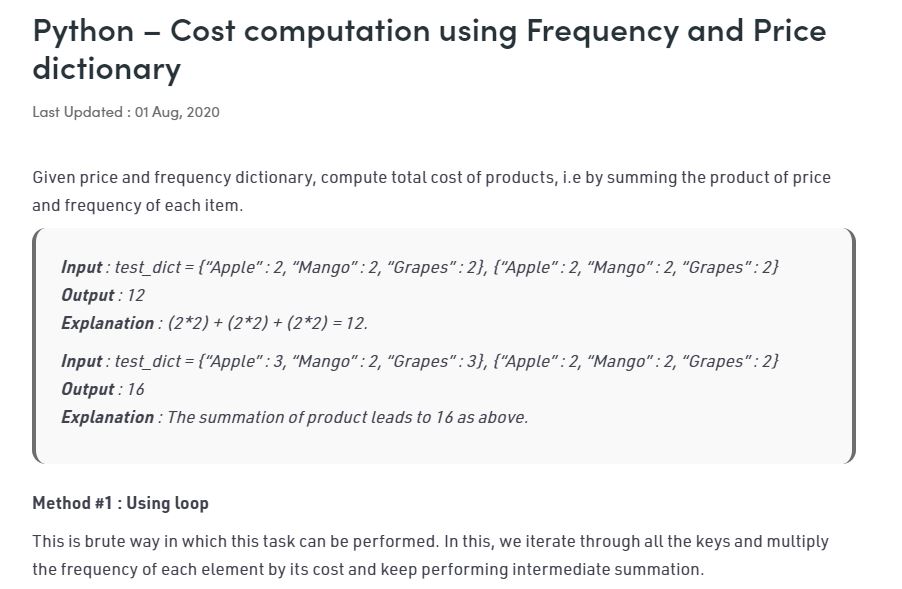 Python – Cost computation using Frequency and Price
dictionary
Last Updated : 01 Aug, 2020
Given price and frequency dictionary, compute total cost of products, i.e by summing the product of price
and frequency of each item.
Input : test_dict = {“Apple” : 2, “Mango” : 2, “Grapes” : 2}, {“Apple” : 2, “Mango” : 2, “Grapes” : 2}
Output : 12
Explanation : (2*2) + (2*2) + (2*2) = 12.
Input : test_dict = {“Apple” : 3, “Mango” : 2, “Grapes” : 3}, {“Apple” : 2, “Mango” : 2, “Grapes” : 2}
Output : 16
Explanation : The summation of product leads to 16 as above.
Method #1 : Using loop
This is brute way in which this task can be performed. In this, we iterate through all the keys and multiply
the frequency of each element by its cost and keep performing intermediate summation.